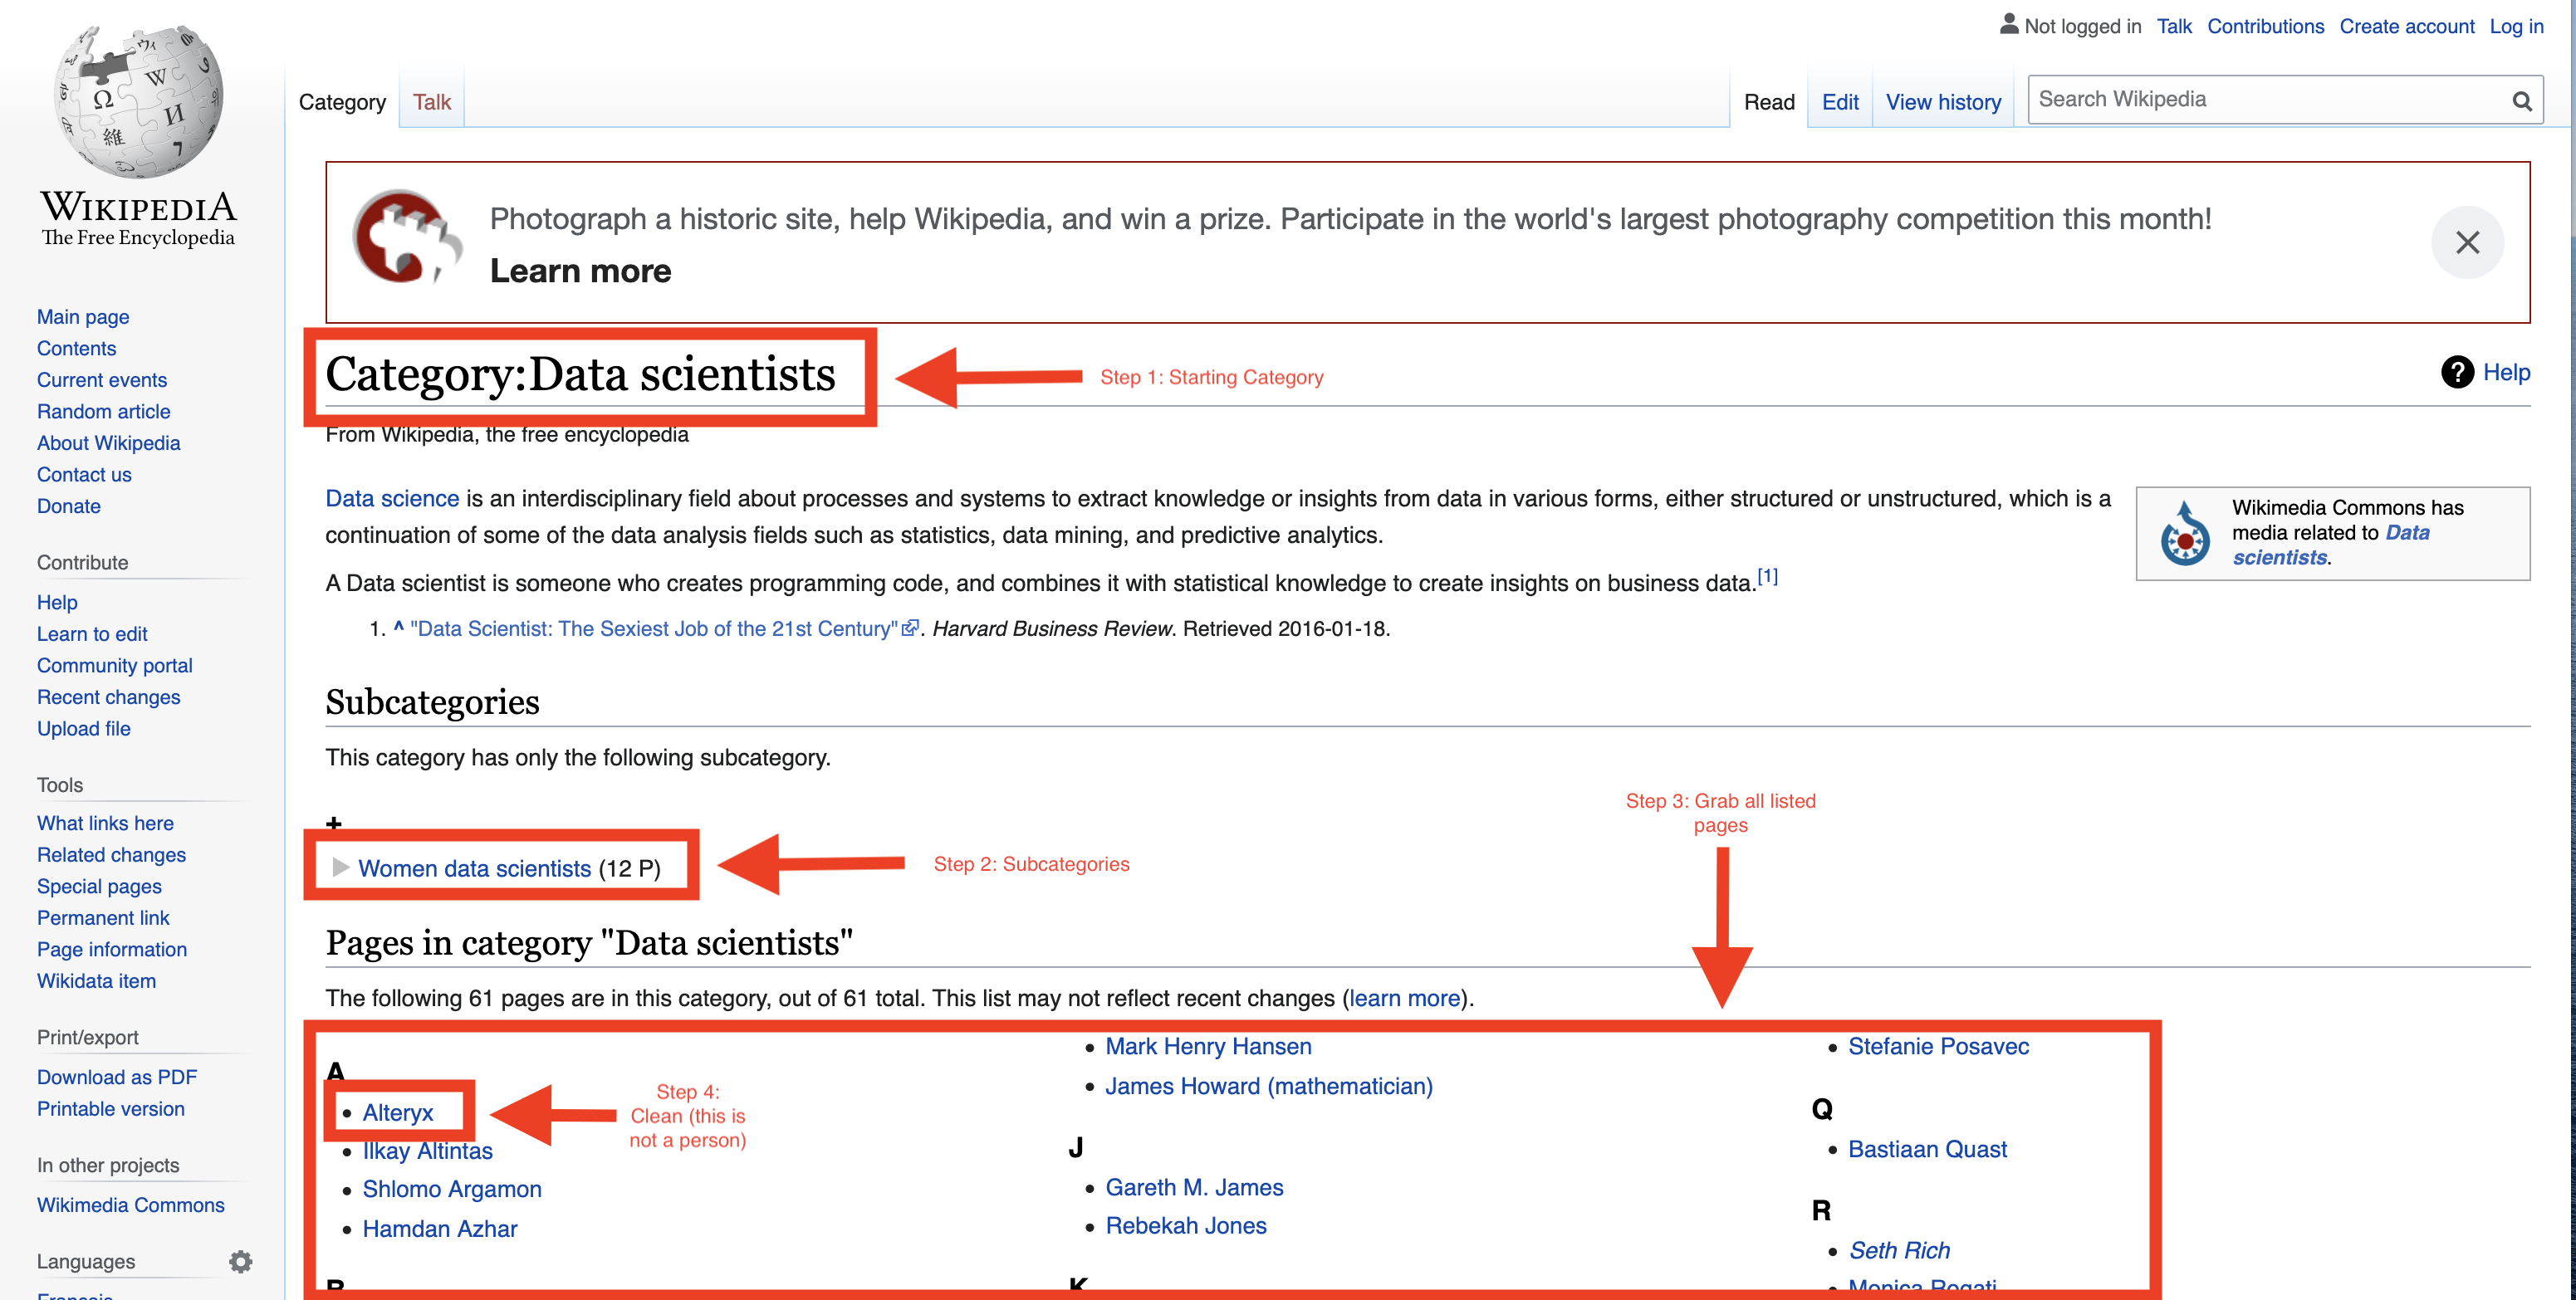 Not logged in Talk Contributions Create account Log in
Category Talk
Read Edit View history Search Wikipedia
WIKIPEDIA
The Free Encyclopedia
Main page
Contents
Current events
Random article
About Wikipedia
Contact us
Donate
Contribute
Help
Learn to edit
Community portal
Recent changes
Upload file
Tools
What links here
Related changes
Special pages
Permanent link
Page information
Wikidata item
Print/export
Download as PDF
Printable version
In other projects
Wikimedia Commons
Languages
Français
Photograph a historic site, help Wikipedia, and win a prize. Participate in the world's largest photography competition this month!
Learn more
Category:Data scientists
Step 1: Starting Category
Help
From Wikipedia, the free encyclopedia
Data science is an interdisciplinary field about processes and systems to extract knowledge or insights from data in various forms, either structured or unstructured, which is a
continuation of some of the data analysis fields such as statistics, data mining, and predictive analytics.
A Data scientist is someone who creates programming code, and combines it with statistical knowledge to create insights on business data.[1]
1. ^ "Data Scientist: The Sexiest Job of the 21st Century". Harvard Business Review. Retrieved 2016-01-18.
Wikimedia Commons has
media related to Data
scientists.
Subcategories
This category has only the following subcategory.
+
Women data scientists (12 P)
Step 2: Subcategories
Step 3: Grab all listed
pages
Pages in category "Data scientists"
The following 61 pages are in this category, out of 61 total. This list may not reflect recent changes (learn more).
A
• Alteryx
Step 4:
Clean (this is
not a person)
• Ilkay Altintas
• Shlomo Argamon
• Hamdan Azhar
B
• Mark Henry Hansen
• James Howard (mathematician)
J
• Gareth M. James
• Rebekah Jones
K
• Stefanie Posavec
Q
• Bastiaan Quast
R
• Seth Rich
• Monica Rogati